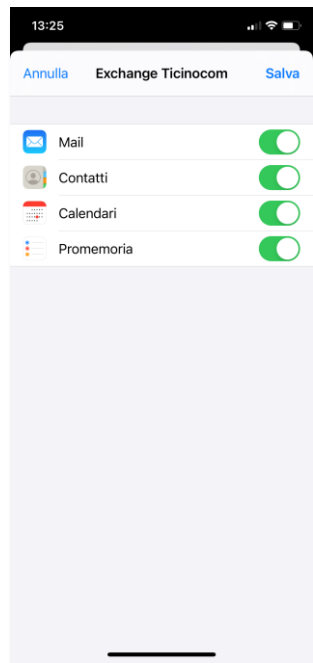 13:25
Annulla Exchange Ticinocom Salva
Mail
Contatti
Calendari
Promemoria